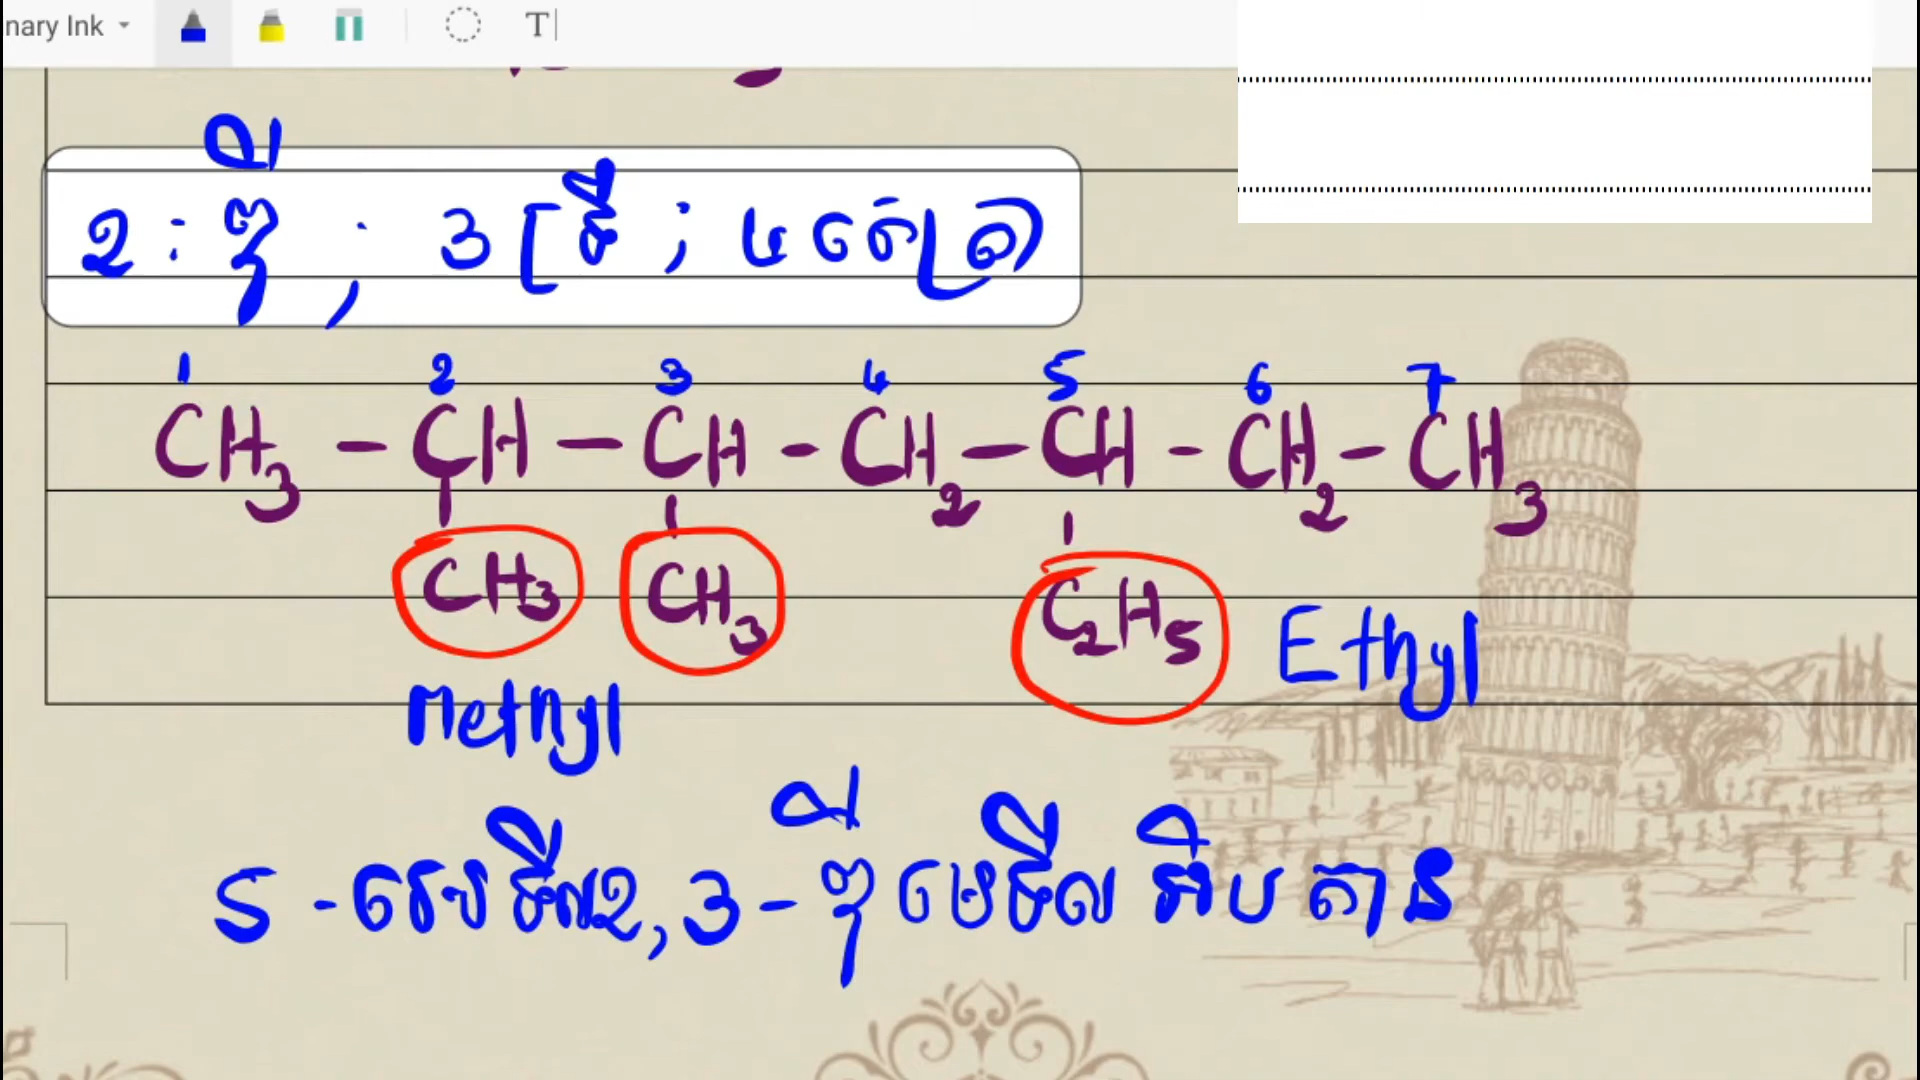 nary Ink
T
2 : ឌី ; 3 ទ្រី ; ៤ តេត្រា
1 2 3 4 5 6 7
CH3 - CH - CH - CH2 - CH - CH2 - CH3
CH3 CH3 C2H5 Ethyl
Methyl
5 - អេទីល 2,3 - ឌីមេទីល អិបតាន